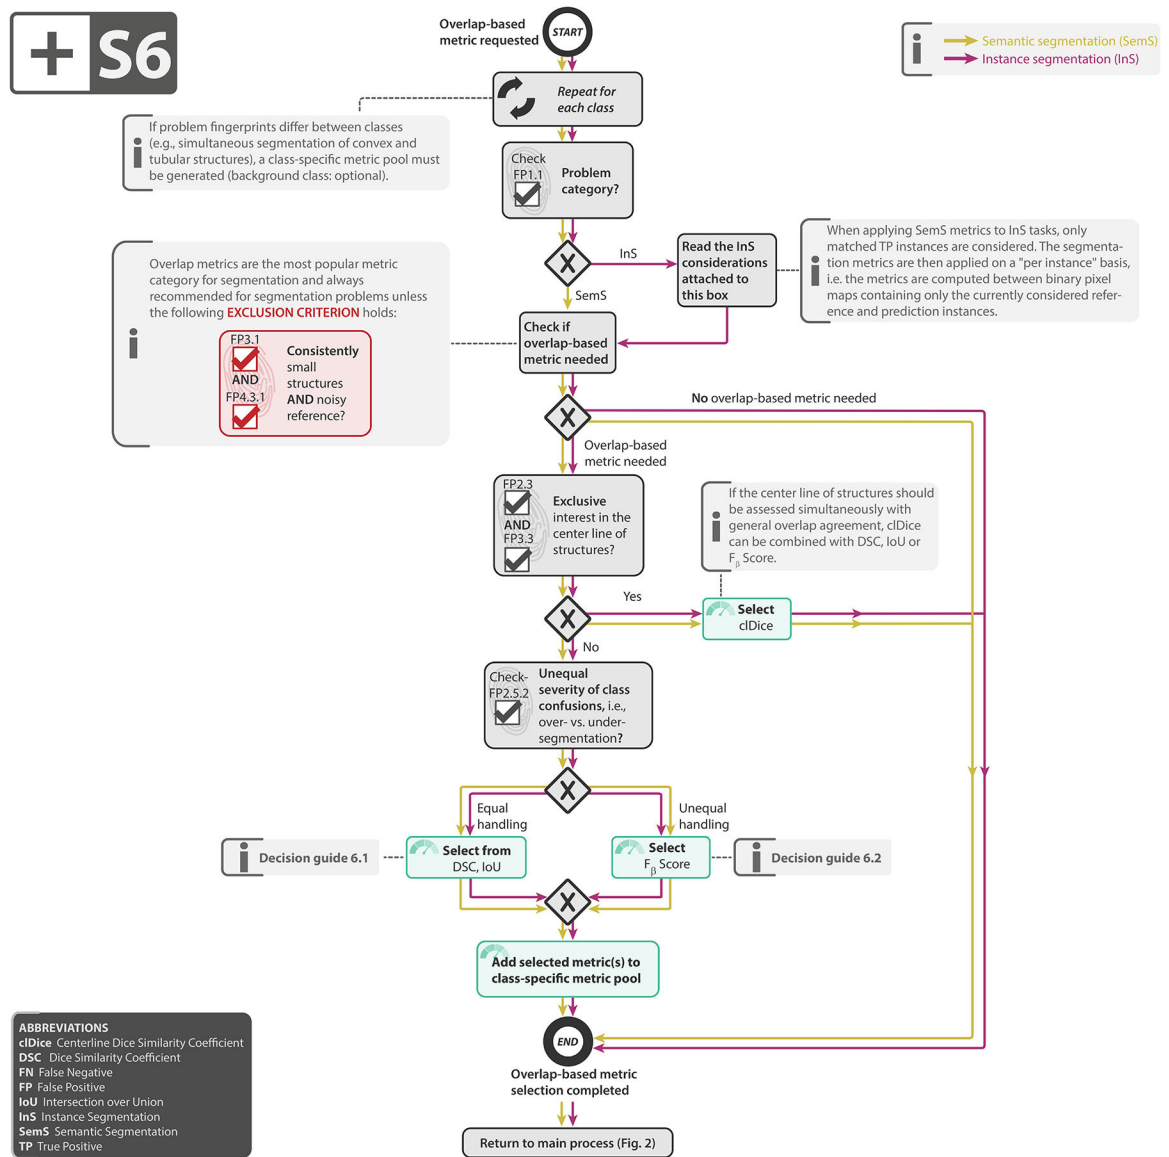 + S6
Overlap-based
metric requested
START
Semantic segmentation (SemS)
Instance segmentation (InS)
Repeat for
each class
If problem fingerprints differ between classes
(e.g., simultaneous segmentation of convex and
tubular structures), a class-specific metric pool must
be generated (background class: optional).
Check
FP1.1
Problem
category?
X
InS
SemS
Read the InS
considerations
attached to
this box
When applying SemS metrics to InS tasks, only
matched TP instances are considered. The segmenta-
tion metrics are then applied on a "per instance" basis,
i.e. the metrics are computed between binary pixel
maps containing only the currently considered refer-
ence and prediction instances.
Overlap metrics are the most popular metric
category for segmentation and always
recommended for segmentation problems unless
the following EXCLUSION CRITERION holds:
FP3.1
AND
FP4.3.1
Consistently
small
structures
AND noisy
reference?
Check if
overlap-based
metric needed
X
No overlap-based metric needed
Overlap-based
metric needed
FP2.3
AND
FP3.3
Exclusive
interest in the
center line of
structures?
If the center line of structures should
be assessed simultaneously with
general overlap agreement, clDice
can be combined with DSC, IoU or
Fβ Score.
X
Yes
No
Select
clDice
Check-
FP2.5.2
Unequal
severity of class
confusions, i.e.,
over- vs. under-
segmentation?
X
Equal
handling
Unequal
handling
Decision guide 6.1
Select from
DSC, IoU
Select
Fβ Score
Decision guide 6.2
X
Add selected metric(s) to
class-specific metric pool
END
Overlap-based metric
selection completed
Return to main process (Fig. 2)
ABBREVIATIONS
clDice Centerline Dice Similarity Coefficient
DSC Dice Similarity Coefficient
FN False Negative
FP False Positive
IoU Intersection over Union
InS Instance Segmentation
SemS Semantic Segmentation
TP True Positive